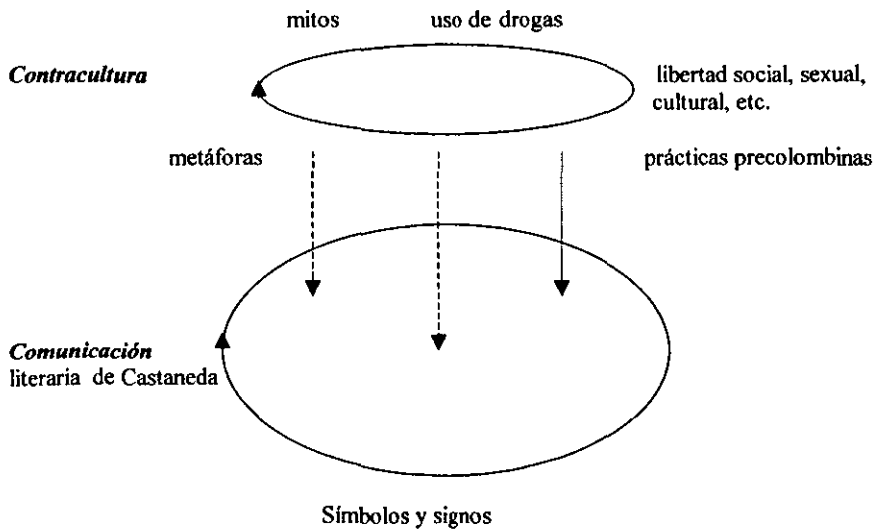 mitos uso de drogas
Contracultura
libertad social, sexual,
cultural, etc.
metáforas
prácticas precolombinas
Comunicación
literaria de Castaneda
Símbolos y signos